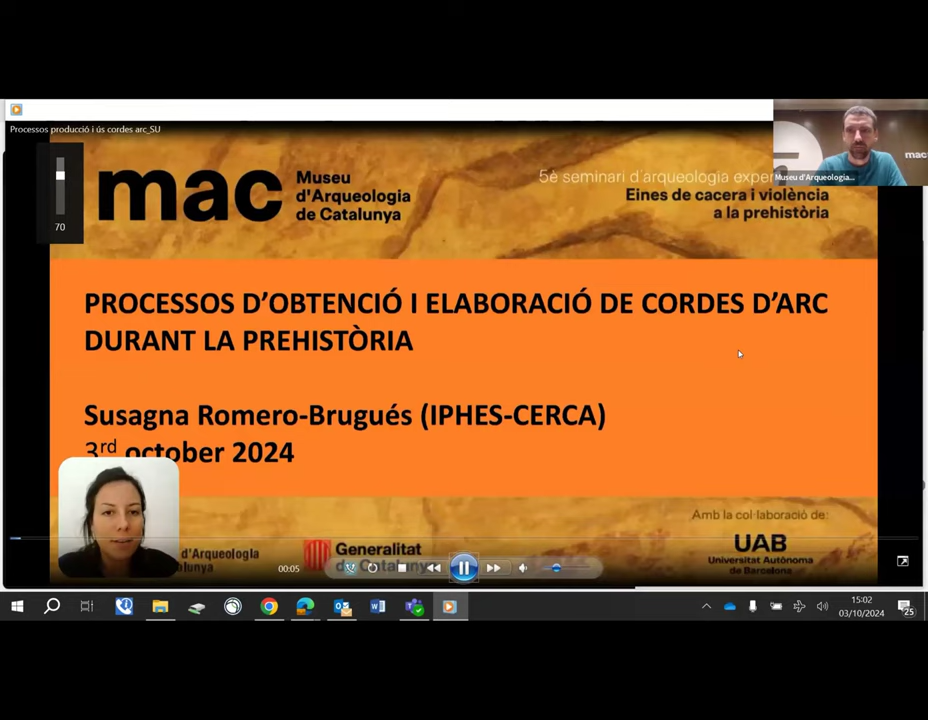 Processos producció i ús cordes arc_SU
mac
Museu
d'Arqueologia
de Catalunya
5è seminari d'arqueologia exper
Eines de cacera i violència
a la prehistòria
mac
Museu d'Arqueologia...
70
PROCESSOS D'OBTENCIÓ I ELABORACIÓ DE CORDES D'ARC
DURANT LA PREHISTÒRIA
Susagna Romero-Brugués (IPHES-CERCA)
3rd october 2024
Amb la col·laboració de:
d'Arqueologia
lunya
Generalitat
de Catalunya
UAB
Universitat Autònoma
de Barcelona
00:05
15:02
03/10/2024
25